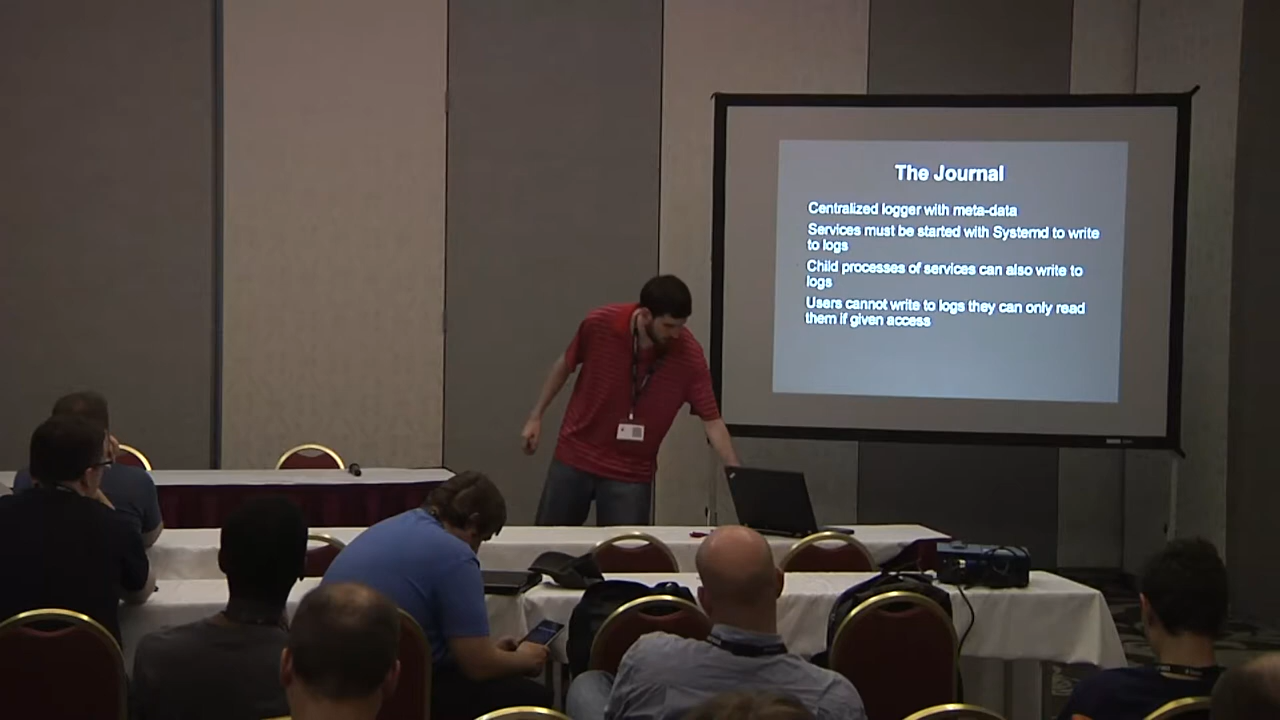 The Journal
Centralized logger with meta-data
Services must be started with Systemd to write
to logs
Child processes of services can also write to
logs
Users cannot write to logs they can only read
them if given access